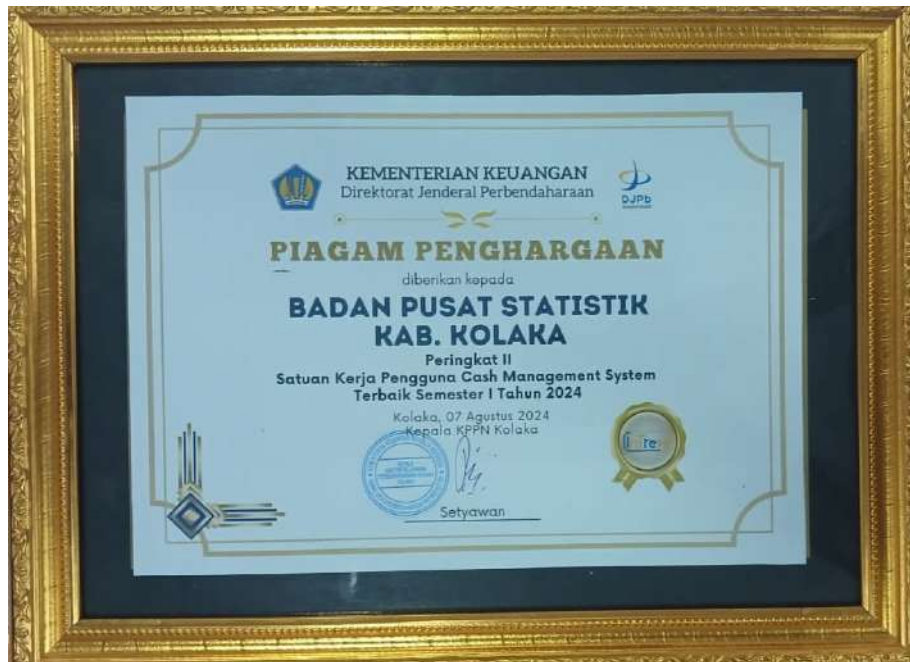 KEMENTERIAN KEUANGAN
Direktorat Jenderal Perbendaharaan
DJPb
PIAGAM PENGHARGAAN
diberikan kepada
BADAN PUSAT STATISTIK
KAB. KOLAKA
Peringkat II
Satuan Kerja Pengguna Cash Management System
Terbaik Semester I Tahun 2024
Kolaka, 07 Agustus 2024
Kepala KPPN Kolaka
Setyawan